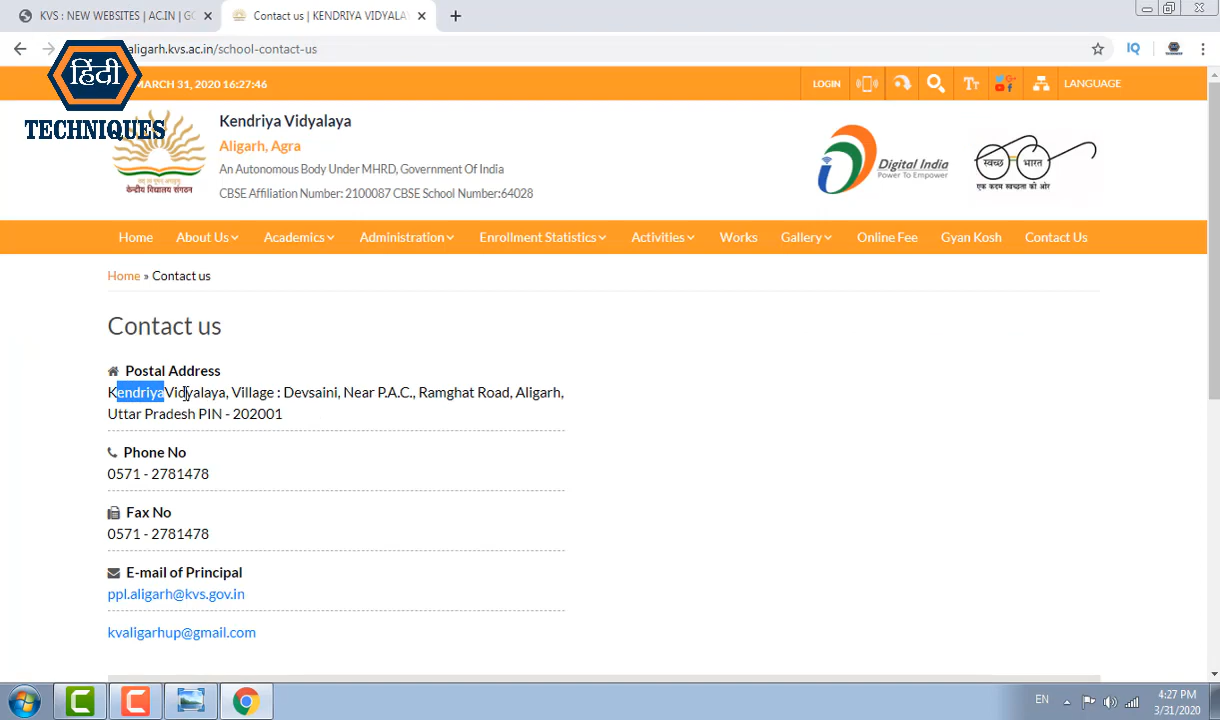 KVS : NEW WEBSITES | AC.IN | GO
Contact us | KENDRIYA VIDYALA
aligarh.kvs.ac.in/school-contact-us
IQ
हिंदी
TECHNIQUES
MARCH 31, 2020 16:27:46
LOGIN
Tт
LANGUAGE
Kendriya Vidyalaya
Aligarh, Agra
An Autonomous Body Under MHRD, Government Of India
CBSE Affiliation Number: 2100087 CBSE School Number:64028
केन्द्रीय विद्यालय संगठन
Digital India
Power To Empower
स्वच्छ भारत
एक कदम स्वच्छता की ओर
Home About Us Academics Administration Enrollment Statistics Activities Works Gallery Online Fee Gyan Kosh Contact Us
Home » Contact us
Contact us
Postal Address
Kendriya Vidyalaya, Village : Devsaini, Near P.A.C., Ramghat Road, Aligarh,
Uttar Pradesh PIN - 202001
Phone No
0571 - 2781478
Fax No
0571 - 2781478
E-mail of Principal
ppl.aligarh@kvs.gov.in
kvaligarhup@gmail.com
EN
4:27 PM
3/31/2020